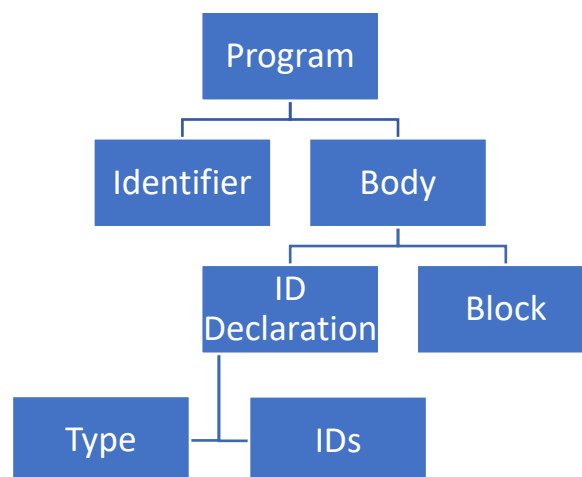 Program
Identifier
Body
ID
Declaration
Block
Type
IDs